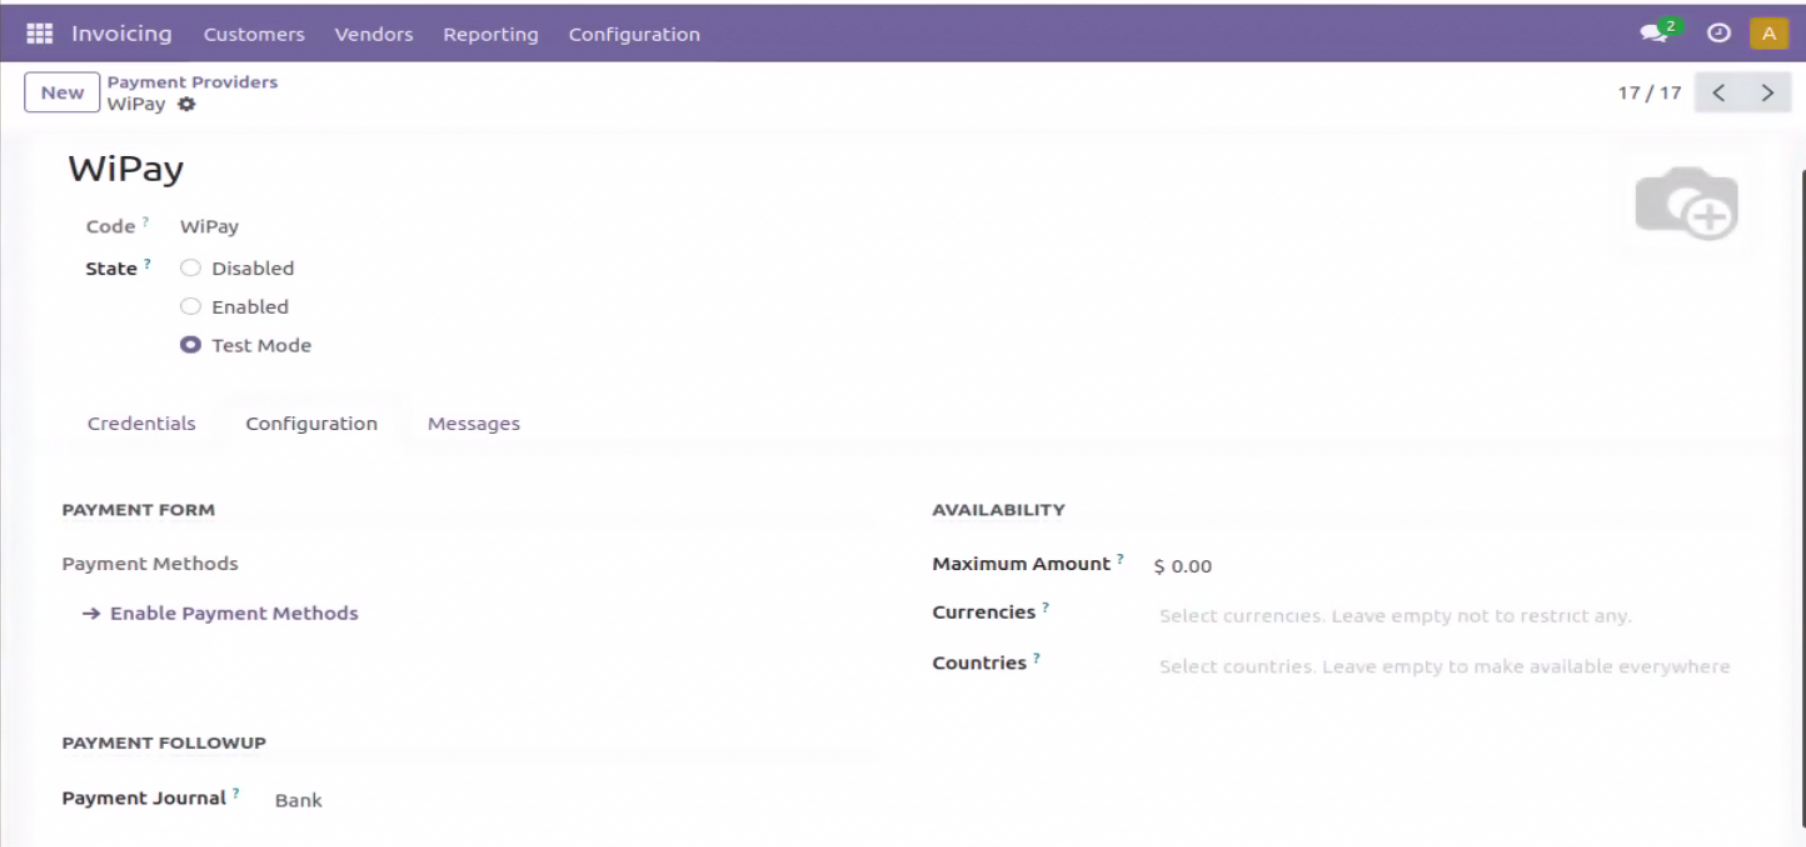 Invoicing Customers Vendors Reporting Configuration 2 A
New Payment Providers 17 / 17
WiPay
WiPay
Code ? WiPay
State ? Disabled
Enabled
Test Mode
Credentials Configuration Messages
PAYMENT FORM AVAILABILITY
Payment Methods Maximum Amount ? $ 0.00
→ Enable Payment Methods Currencies ? Select currencies. Leave empty not to restrict any.
Countries ? Select countries. Leave empty to make available everywhere
PAYMENT FOLLOWUP
Payment Journal ? Bank